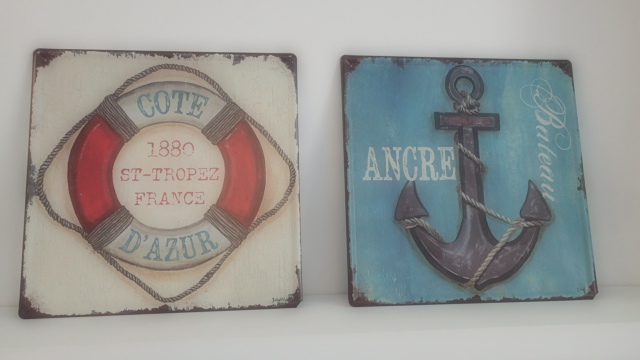 COTE
1880
ST-TROPEZ
FRANCE
D'AZUR
ANCRE
Bateau